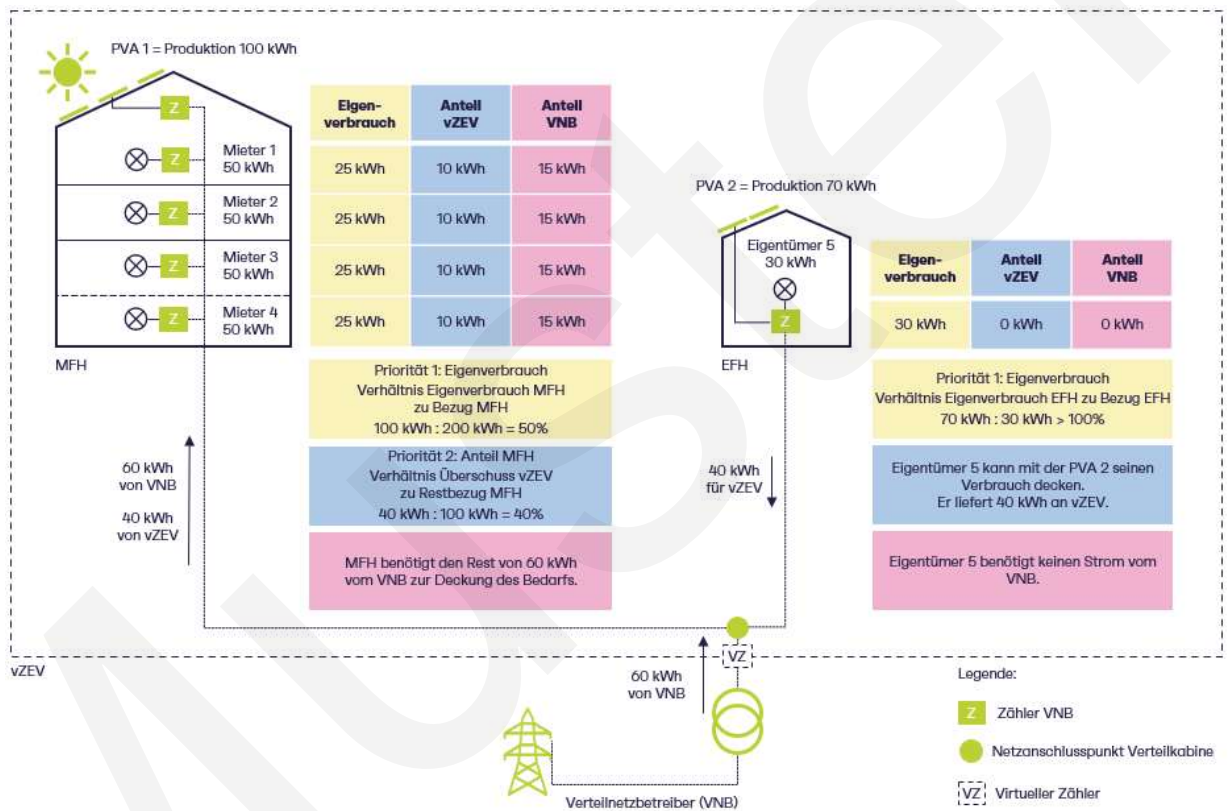 PVA 1 = Produktion 100 kWh
Z
Mieter 1
50 kWh
Z
Mieter 2
50 kWh
Z
Mieter 3
50 kWh
Z
Mieter 4
50 kWh
Z
MFH
Eigen-
verbrauch
Anteil
vZEV
Anteil
VNB
25 kWh 10 kWh 15 kWh
25 kWh 10 kWh 15 kWh
25 kWh 10 kWh 15 kWh
25 kWh 10 kWh 15 kWh
Priorität 1: Eigenverbrauch
Verhältnis Eigenverbrauch MFH
zu Bezug MFH
100 kWh : 200 kWh = 50%
Priorität 2: Anteil MFH
Verhältnis Überschuss vZEV
zu Restbezug MFH
40 kWh : 100 kWh = 40%
MFH benötigt den Rest von 60 kWh
vom VNB zur Deckung des Bedarfs.
60 kWh
von VNB
40 kWh
von vZEV
PVA 2 = Produktion 70 kWh
Eigentümer 5
30 kWh
Z
EFH
40 kWh
für vZEV
Eigen-
verbrauch
Anteil
vZEV
Anteil
VNB
30 kWh 0 kWh 0 kWh
Priorität 1: Eigenverbrauch
Verhältnis Eigenverbrauch EFH zu Bezug EFH
70 kWh : 30 kWh > 100%
Eigentümer 5 kann mit der PVA 2 seinen
Verbrauch decken.
Er liefert 40 kWh an vZEV.
Eigentümer 5 benötigt keinen Strom vom
VNB.
vZEV
VZ
60 kWh
von VNB
Verteilnetzbetreiber (VNB)
Legende:
Z Zähler VNB
Netzanschlusspunkt Verteilkabine
VZ Virtueller Zähler
Muster